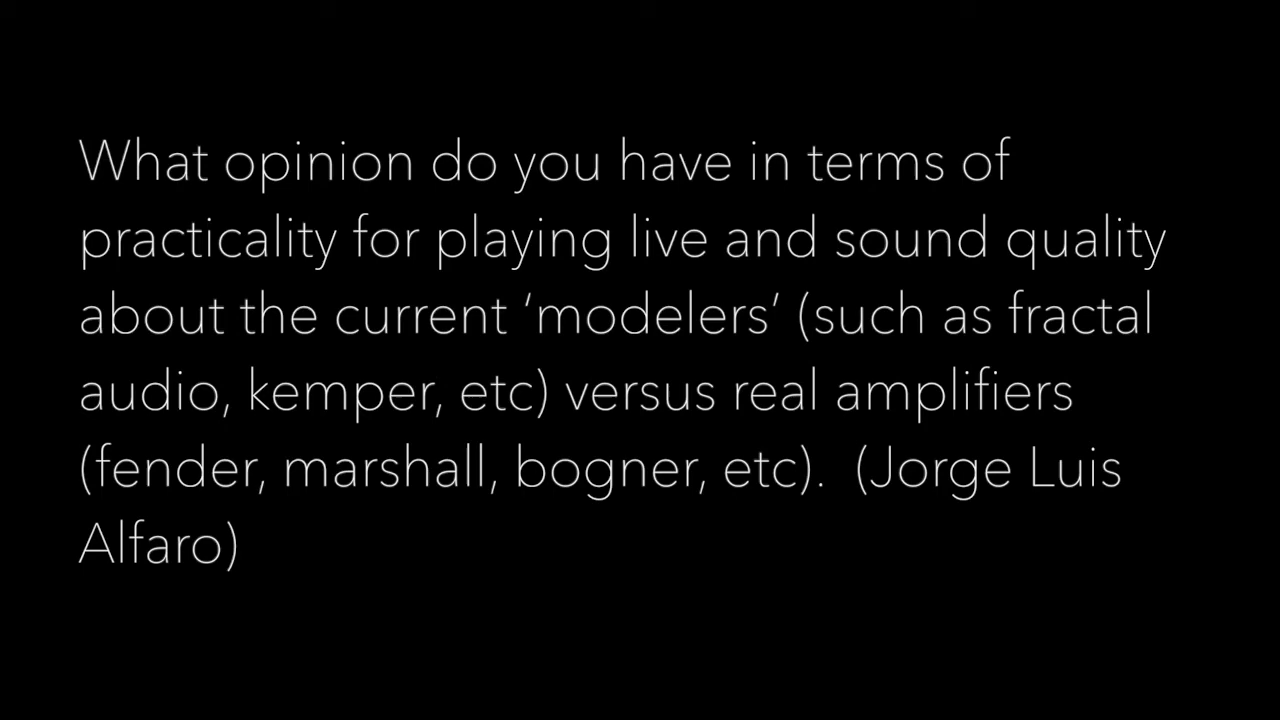 What opinion do you have in terms of
practicality for playing live and sound quality
about the current ‘modelers’ (such as fractal
audio, kemper, etc) versus real amplifiers
(fender, marshall, bogner, etc).  (Jorge Luis
Alfaro)